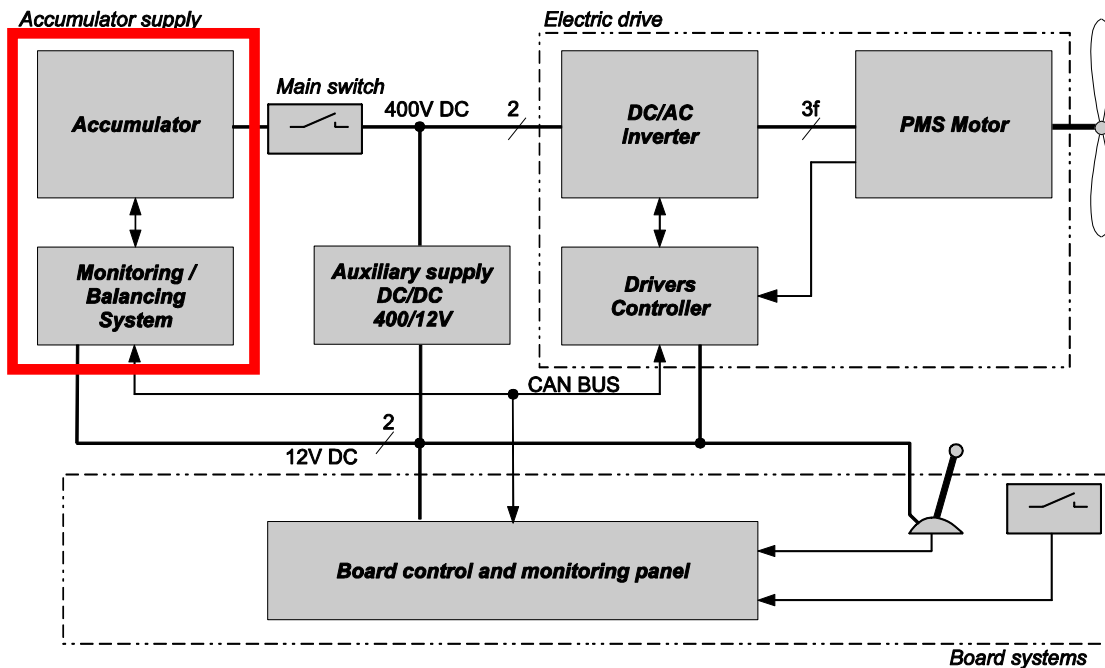 Accumulator supply
Electric drive
Accumulator
Main switch
400V DC
2
DC/AC
Inverter
3f
PMS Motor
Monitoring /
Balancing
System
Auxiliary supply
DC/DC
400/12V
Drivers
Controller
CAN BUS
2
12V DC
Board control and monitoring panel
Board systems